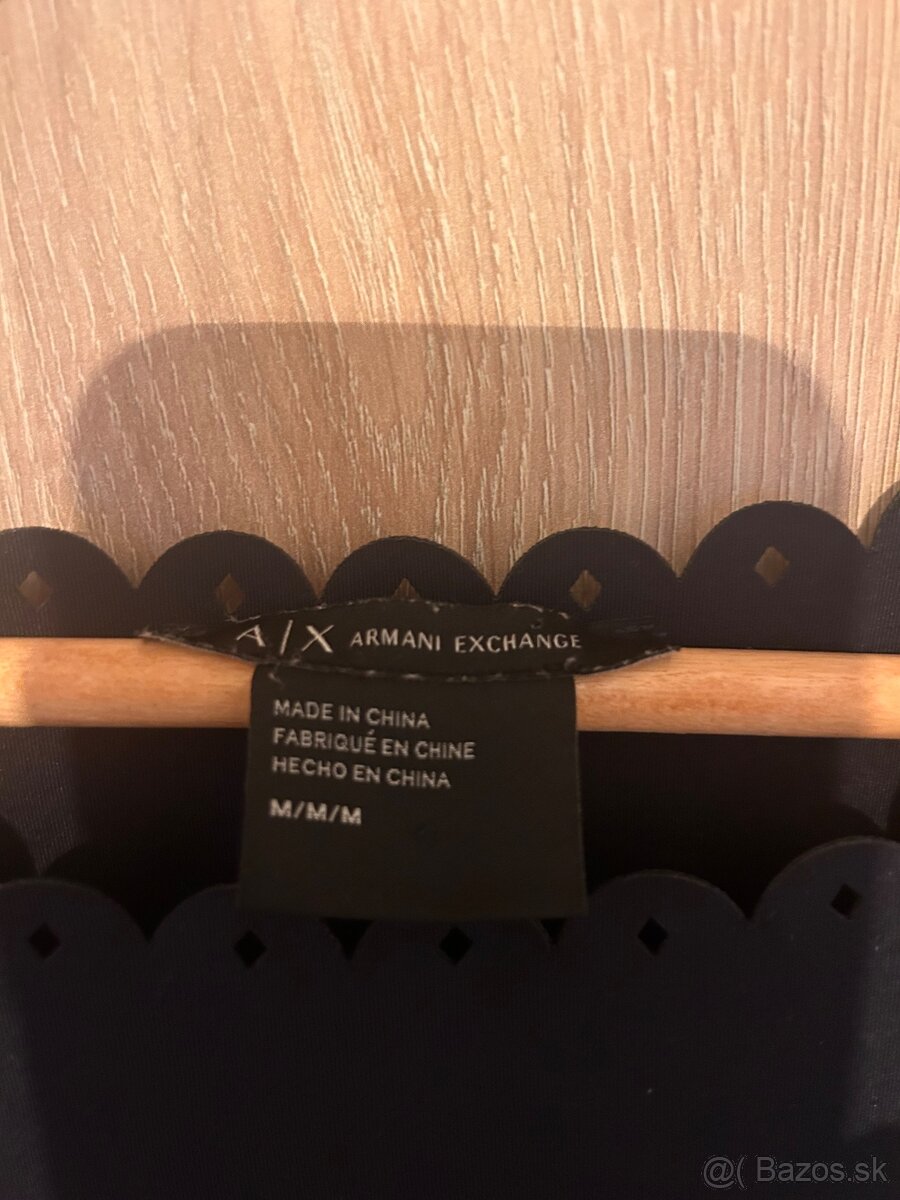 A/X ARMANI EXCHANGE
MADE IN CHINA
FABRIQUÉ EN CHINE
HECHO EN CHINA
M/M/M
@( Bazos.sk